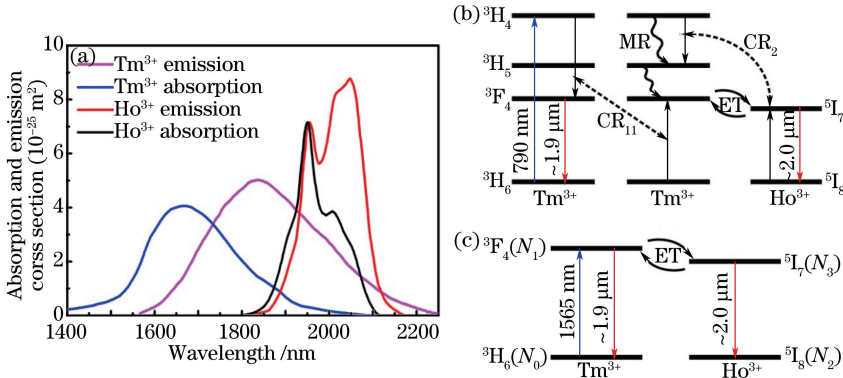 (a)
Tm³⁺ emission
Tm³⁺ absorption
Ho³⁺ emission
Ho³⁺ absorption
Absorption and emission
corss section (10⁻²⁵ m²)
10
8
6
4
2
0
1400 1600 1800 2000 2200
Wavelength /nm
(b)
³H₄
³H₅
³F₄
³H₆
790 nm
~1.9 μm
Tm³⁺
CR₁₁
MR
CR₂
ET
Tm³⁺
⁵I₇
~2.0 μm
⁵I₈
Ho³⁺
(c)
³F₄(N₁)
ET
⁵I₇(N₃)
1565 nm
~1.9 μm
~2.0 μm
³H₆(N₀)
Tm³⁺
Ho³⁺
⁵I₈(N₂)